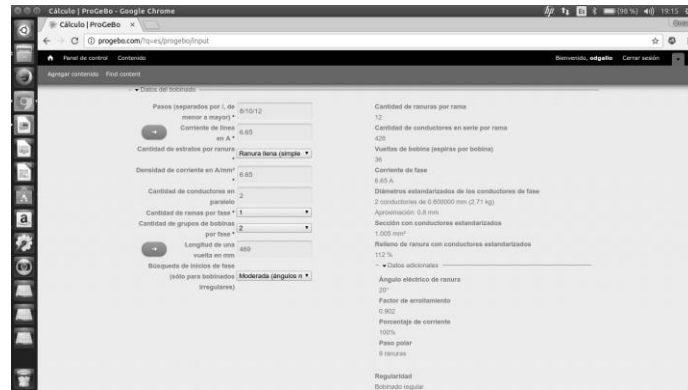 Cálculo | ProGeBo - Google Chrome
(98 %) 19:15
Cálculo | ProGeBo ×
progebo.com/?q=es/progebo/input
Panel de control Contenido
Bienvenido, odgallo Cerrar sesión
Agregar contenido Find content
Datos del bobinado
Pasos (separados por /, de
menor a mayor) *
8/10/12
Corriente de línea
en A *
6.65
Cantidad de estratos por ranura
*
Ranura llena (simple
Densidad de corriente en A/mm²
*
6.65
Cantidad de conductores en
paralelo
2
Cantidad de ramas por fase * 1
Cantidad de grupos de bobinas
por fase *
2
Longitud de una
vuelta en mm
469
Búsqueda de inicios de fase
(sólo para bobinados
irregulares)
Moderada (ángulos n
Cantidad de ranuras por rama
12
Cantidad de conductores en serie por rama
Vueltas de bobina (espiras por bobina)
36
Corriente de fase
6.65 A
Diámetros estandarizados de los conductores de fase
2 conductores de 0.800000 mm (2.71 kg)
Aproximación: 0.8 mm
Sección con conductores estandarizados
1.005 mm²
Relleno de ranura con conductores estandarizados
112 %
Datos adicionales
Ángulo eléctrico de ranura
20°
Factor de arrollamiento
0.902
Porcentaje de corriente
100%
Paso polar
9 ranuras
Regularidad
Bobinado regular